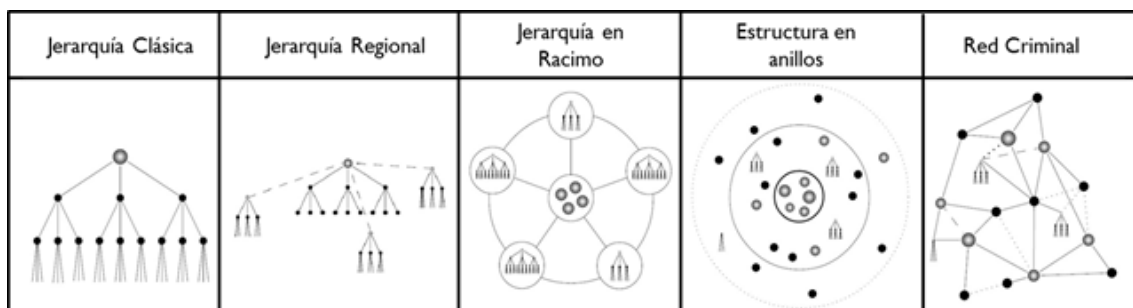 Jerarquía Clásica
Jerarquía Regional
Jerarquía en
Racimo
Estructura en
anillos
Red Criminal